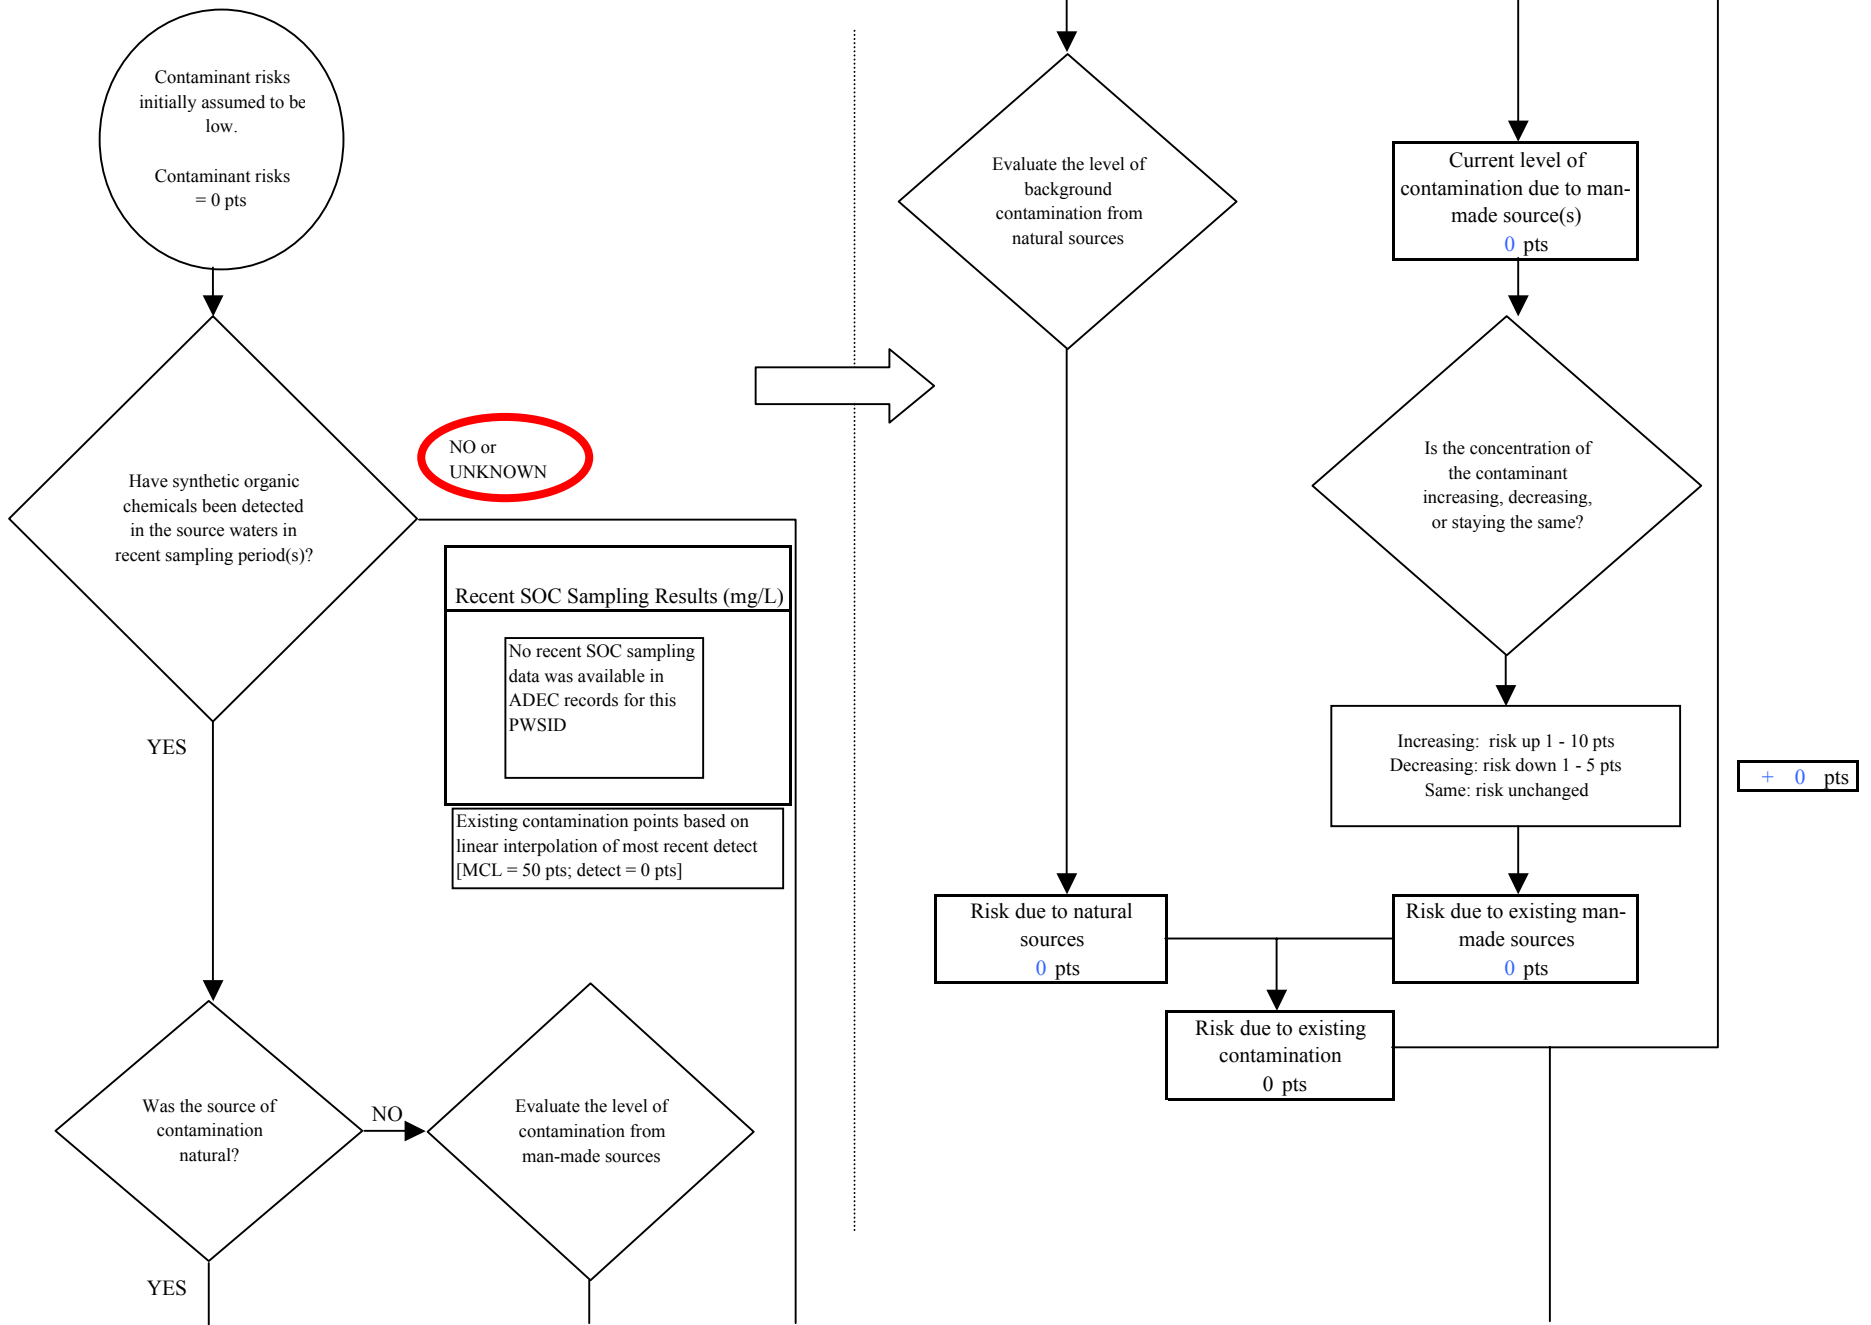 Contaminant risks
initially assumed to be
low.
Contaminant risks
= 0 pts
Have synthetic organic
chemicals been detected
in the source waters in
recent sampling period(s)?
NO or
UNKNOWN
Recent SOC Sampling Results (mg/L)
No recent SOC sampling
data was available in
ADEC records for this
PWSID
Existing contamination points based on
linear interpolation of most recent detect
[MCL = 50 pts; detect = 0 pts]
YES
Was the source of
contamination
natural?
NO
Evaluate the level of
contamination from
man-made sources
YES
Evaluate the level of
background
contamination from
natural sources
Current level of
contamination due to man-
made source(s)
0 pts
Is the concentration of
the contaminant
increasing, decreasing,
or staying the same?
Increasing: risk up 1 - 10 pts
Decreasing: risk down 1 - 5 pts
Same: risk unchanged
+ 0 pts
Risk due to natural
sources
0 pts
Risk due to existing man-
made sources
0 pts
Risk due to existing
contamination
0 pts